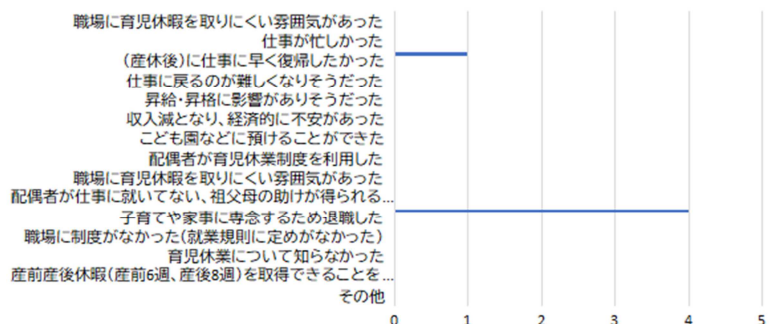 職場に育児休暇を取りにくい雰囲気があった
仕事が忙しかった
（産休後）に仕事に早く復帰したかった
仕事に戻るのが難しくなりそうだった
昇給・昇格に影響がありそうだった
収入減となり、経済的に不安があった
こども園などに預けることができた
配偶者が育児休業制度を利用した
職場に育児休暇を取りにくい雰囲気があった
配偶者が仕事に就いてない、祖父母の助けが得られる…
子育てや家事に専念するため退職した
職場に制度がなかった（就業規則に定めがなかった）
育児休業について知らなかった
産前産後休暇（産前6週、産後8週）を取得できることを…
その他
0 1 2 3 4 5